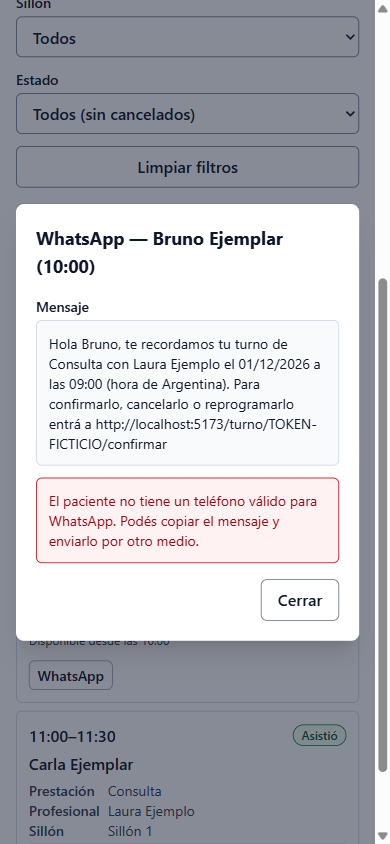 Sillón
Todos
Estado
Todos (sin cancelados)
Limpiar filtros
WhatsApp — Bruno Ejemplar
(10:00)
Mensaje
Hola Bruno, te recordamos tu turno de
Consulta con Laura Ejemplo el 01/12/2026 a
las 09:00 (hora de Argentina). Para
confirmarlo, cancelarlo o reprogramarlo
entrá a http://localhost:5173/turno/TOKEN-
FICTICIO/confirmar
El paciente no tiene un teléfono válido para
WhatsApp. Podés copiar el mensaje y
enviarlo por otro medio.
Cerrar
Disponible desde las 10:00
WhatsApp
11:00–11:30
Asistió
Carla Ejemplar
Prestación Consulta
Profesional Laura Ejemplo
Sillón Sillón 1